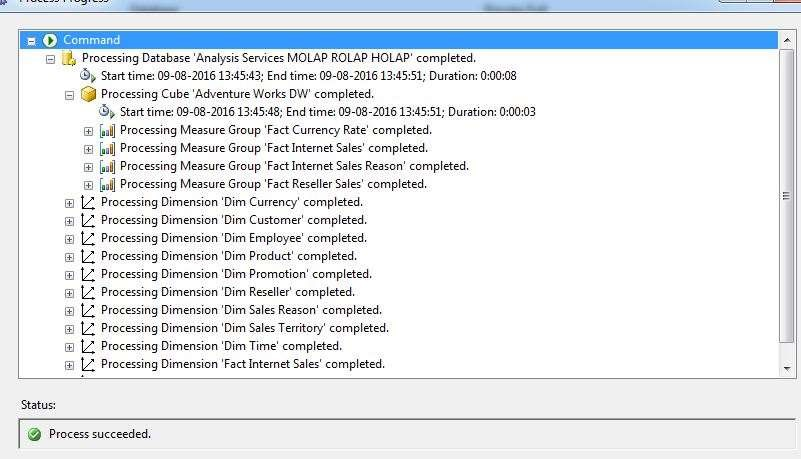 Process Progress
Command
Processing Database 'Analysis Services MOLAP ROLAP HOLAP' completed.
Start time: 09-08-2016 13:45:43; End time: 09-08-2016 13:45:51; Duration: 0:00:08
Processing Cube 'Adventure Works DW' completed.
Start time: 09-08-2016 13:45:48; End time: 09-08-2016 13:45:51; Duration: 0:00:03
Processing Measure Group 'Fact Currency Rate' completed.
Processing Measure Group 'Fact Internet Sales' completed.
Processing Measure Group 'Fact Internet Sales Reason' completed.
Processing Measure Group 'Fact Reseller Sales' completed.
Processing Dimension 'Dim Currency' completed.
Processing Dimension 'Dim Customer' completed.
Processing Dimension 'Dim Employee' completed.
Processing Dimension 'Dim Product' completed.
Processing Dimension 'Dim Promotion' completed.
Processing Dimension 'Dim Reseller' completed.
Processing Dimension 'Dim Sales Reason' completed.
Processing Dimension 'Dim Sales Territory' completed.
Processing Dimension 'Dim Time' completed.
Processing Dimension 'Fact Internet Sales' completed.
Status:
Process succeeded.